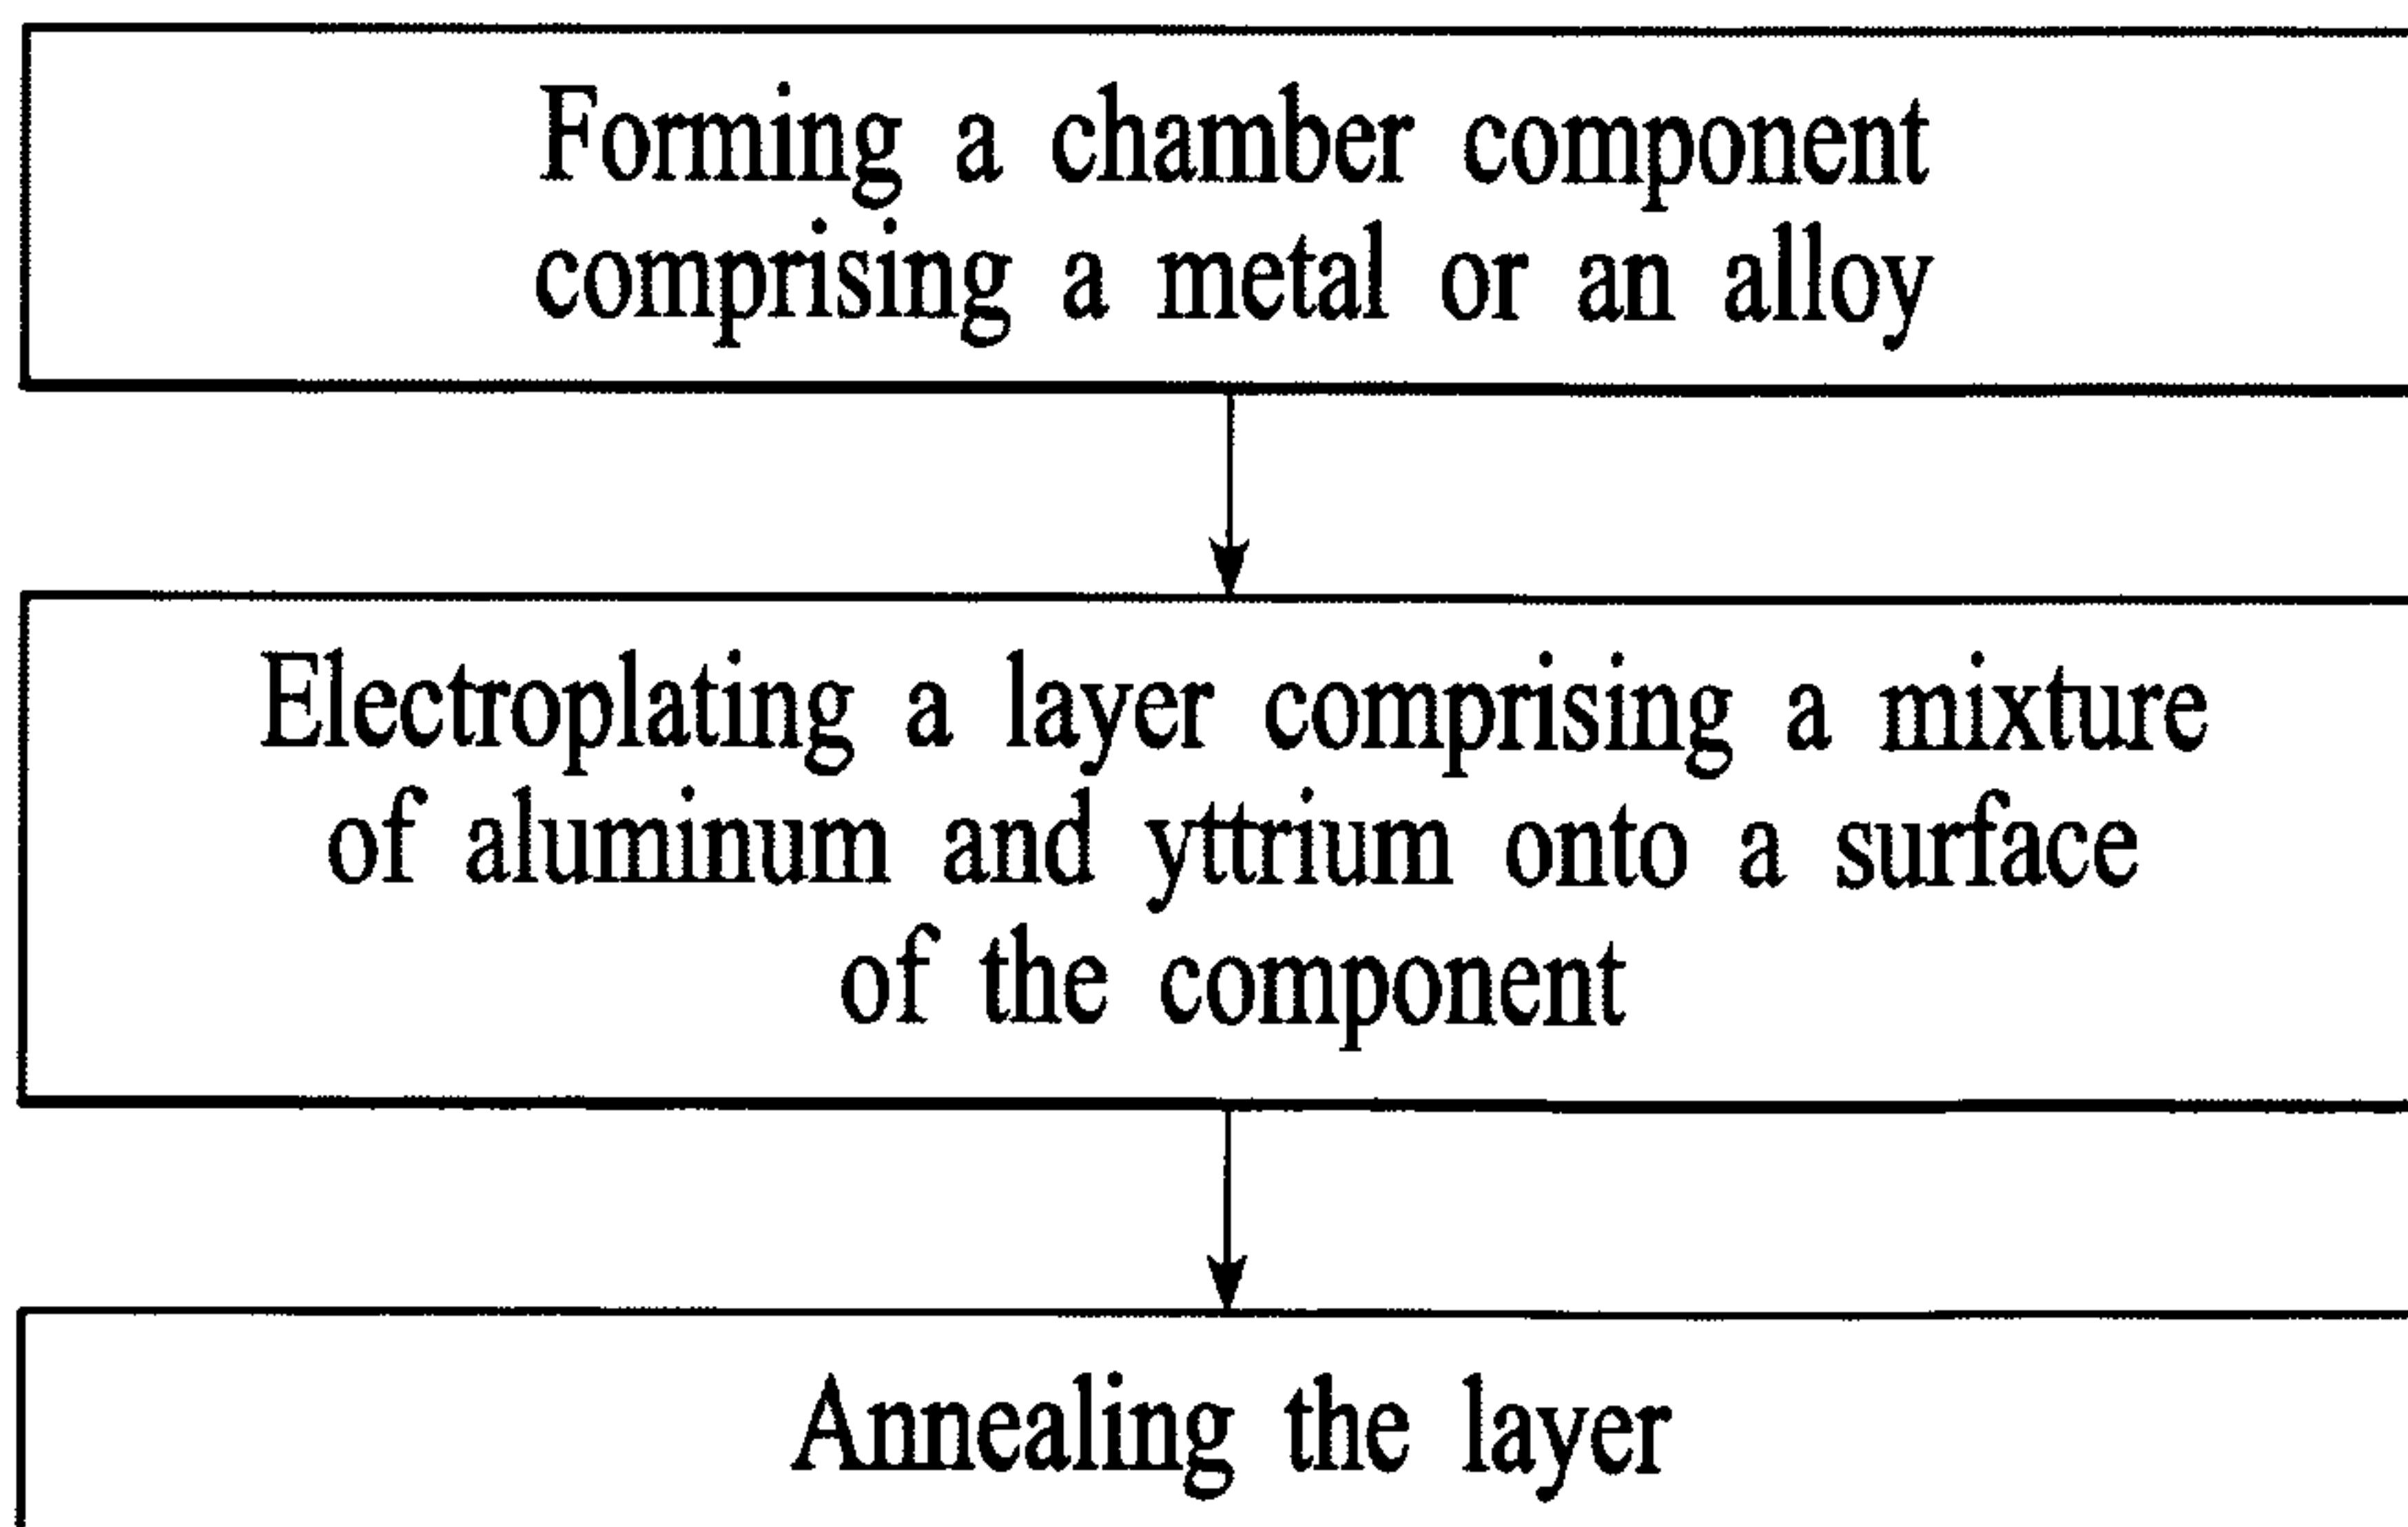 Forming a chamber component
comprising a metal or an alloy
Electroplating a layer comprising a mixture
of aluminum and yttrium onto a surface
of the component
Annealing the layer